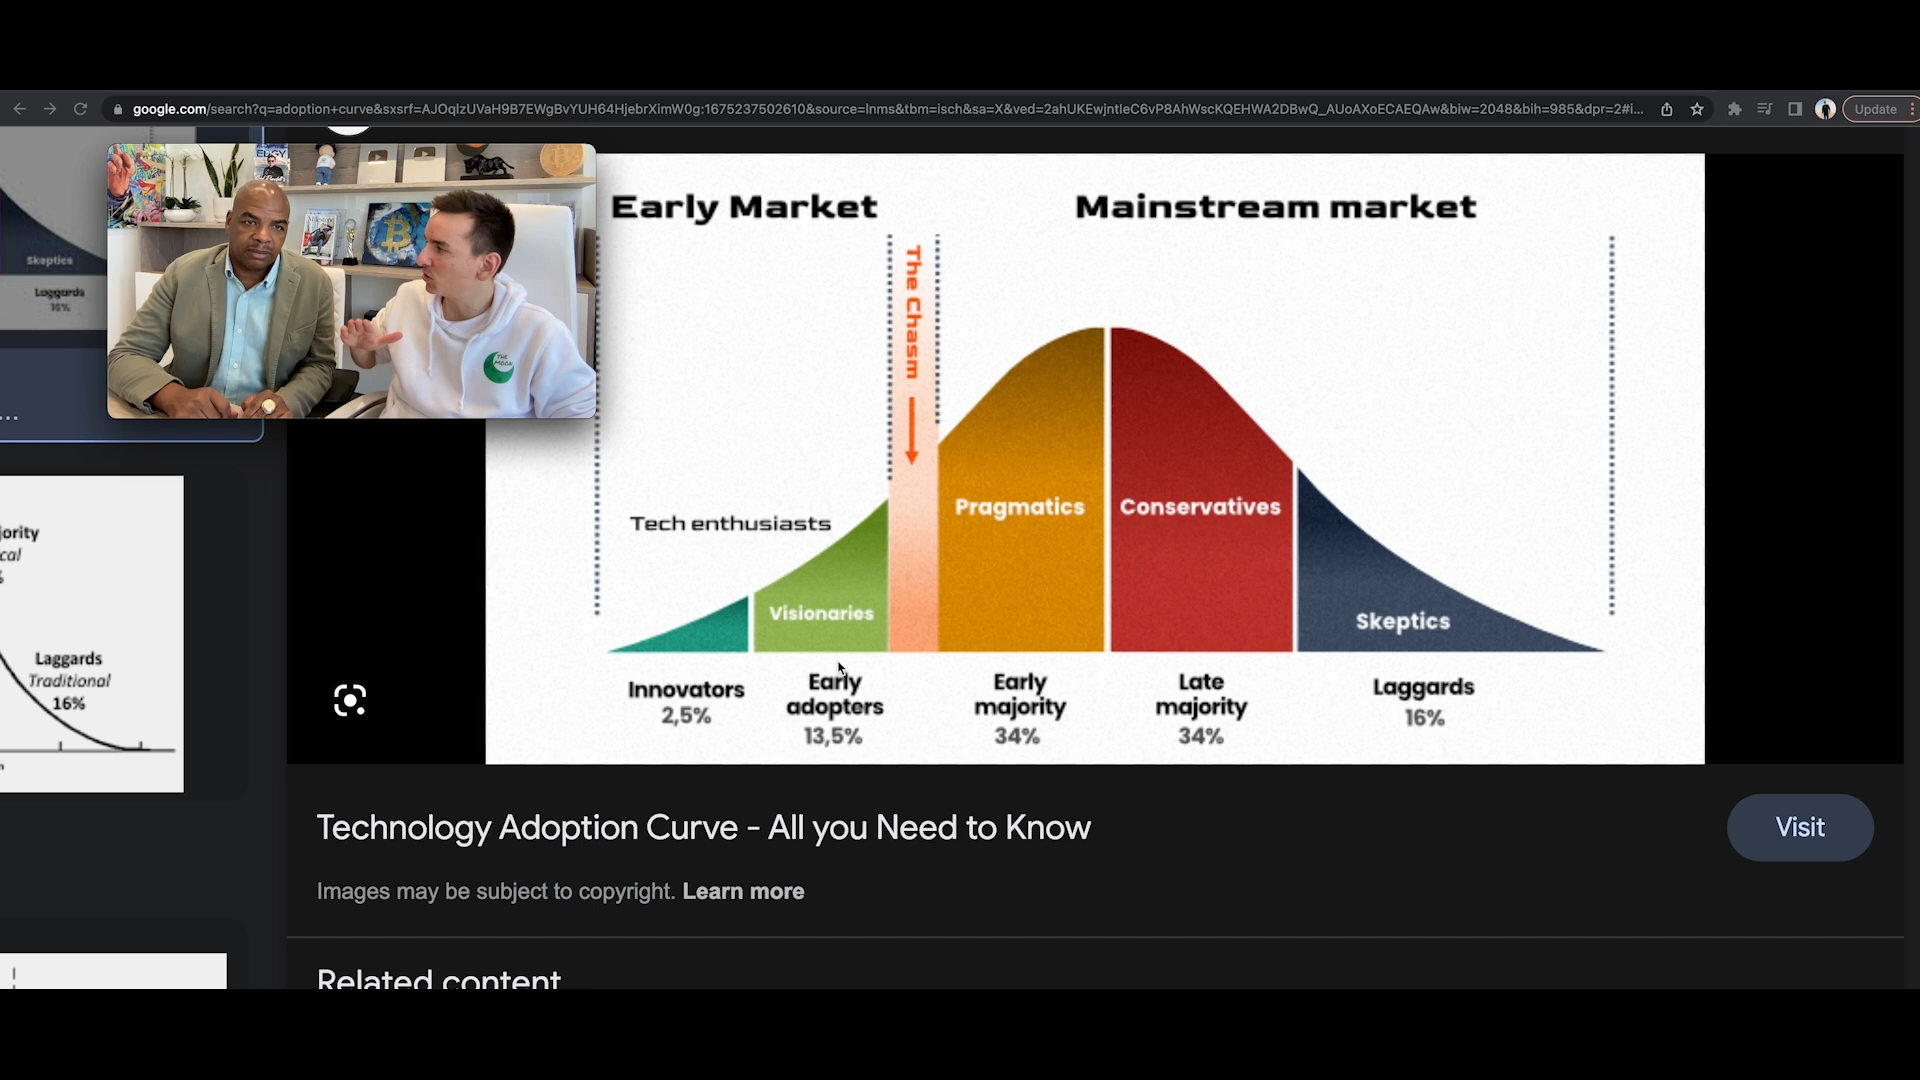 google.com/search?q=adoption+curve&sxsrf=AJOqlzUVaH9B7EWgBvYUH64HjebrXimW0g:1675237502610&source=lnms&tbm=isch&sa=X&ved=2ahUKEwjntIeC6vP8AhWscKQEHWA2DBwQ_AUoAXoECAEQAw&biw=2048&bih=985&dpr=2#i...
Update
Skeptics
Laggards
16%
...
THE MOON
Early Market
Mainstream market
The Chasm
Tech enthusiasts
Visionaries
Pragmatics
Conservatives
Skeptics
Innovators
2,5%
Early
adopters
13,5%
Early
majority
34%
Late
majority
34%
Laggards
16%
jority
cal
%
Laggards
Traditional
16%
Technology Adoption Curve - All you Need to Know
Visit
Images may be subject to copyright. Learn more
Related content